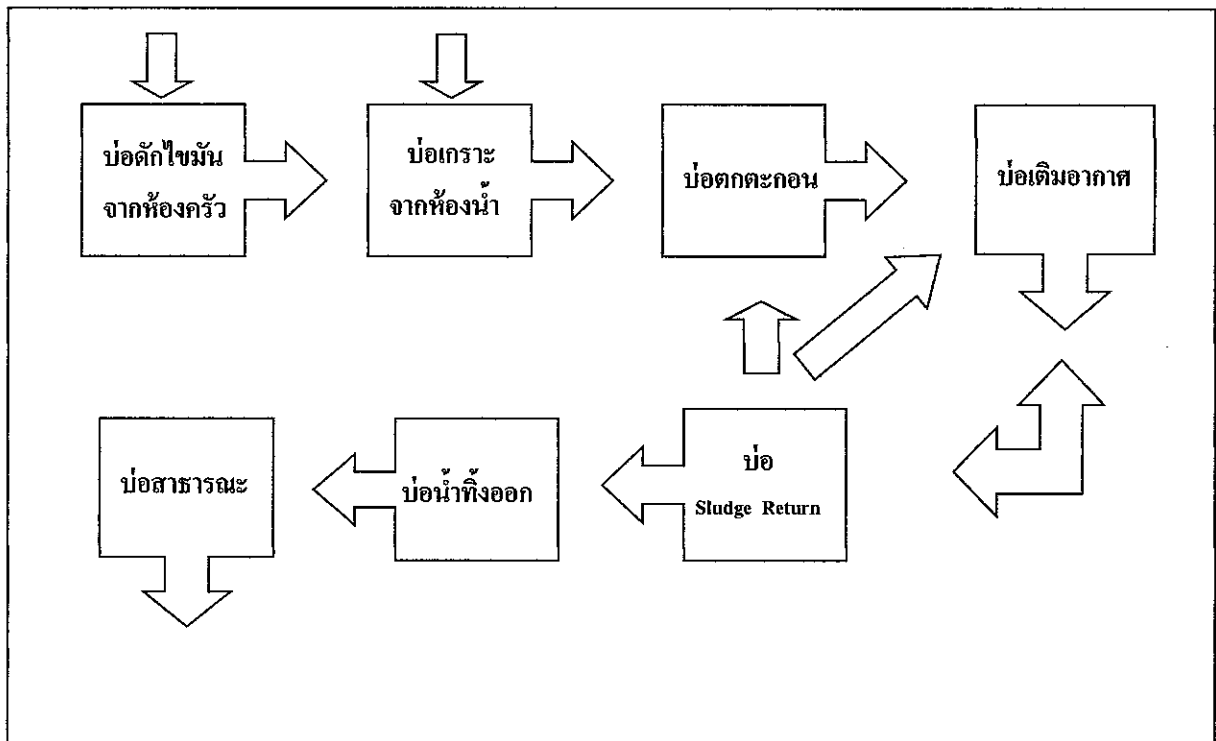 บ่อดักไขมัน
จากห้องครัว
บ่อเกราะ
จากห้องน้ำ
บ่อตกตะกอน
บ่อเติมอากาศ
บ่อสาธารณะ
บ่อน้ำทิ้งออก
บ่อ
Sludge Return